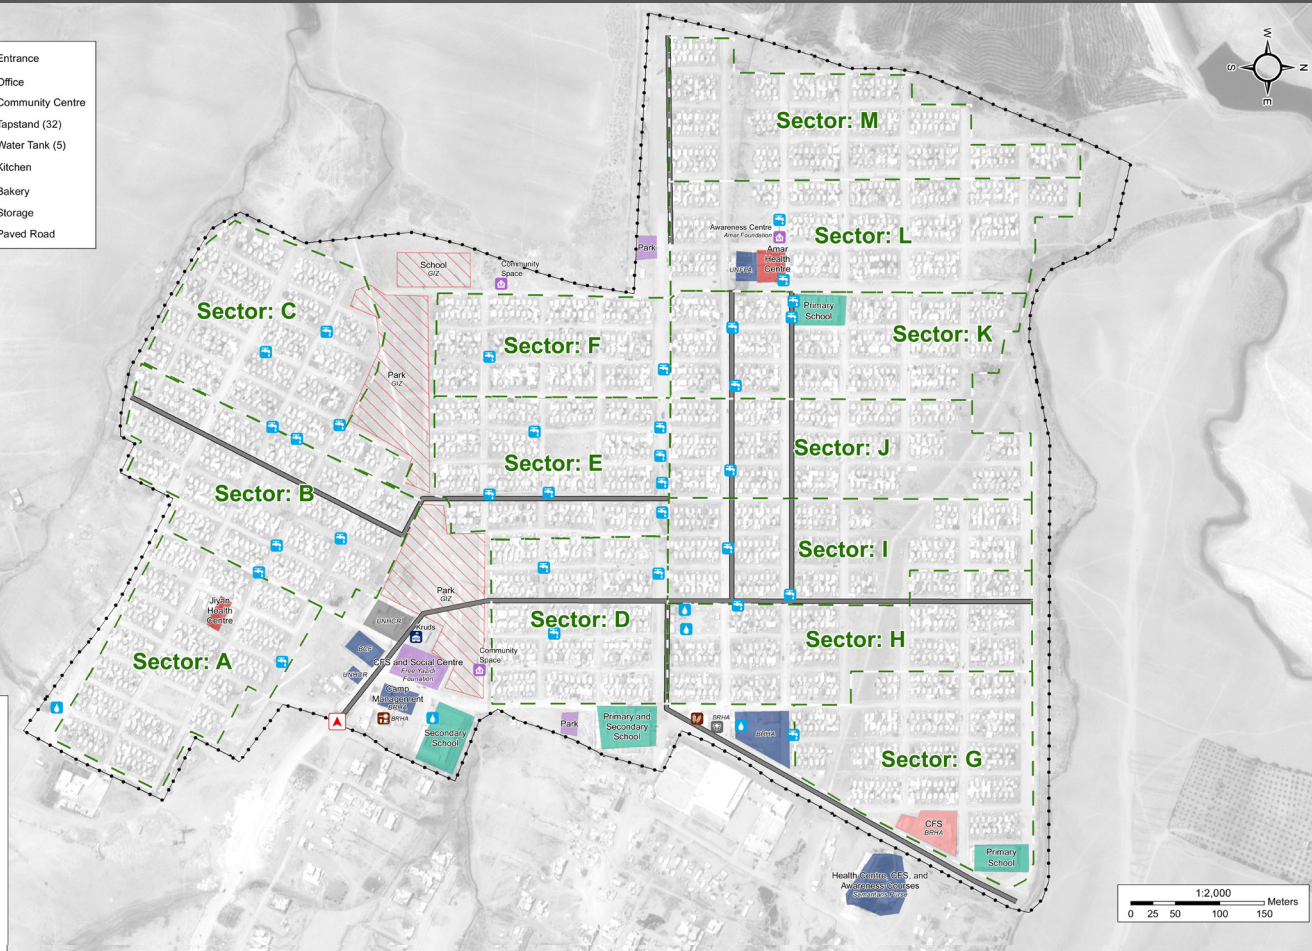 Entrance
Office
Community Centre
Tapstand (32)
Water Tank (5)
Kitchen
Bakery
Storage
Paved Road
W
S
N
E
Sector: M
Awareness Centre
Amar Foundation
Sector: L
Park
Amar
Health
Centre
UNFPA
School
GIZ
Community
Space
Primary
School
Sector: C
Sector: K
Sector: F
Park
GIZ
Sector: J
Sector: E
Sector: B
Sector: I
Park
GIZ
Jiyan
Health
Centre
UNHCR
Kruds
Sector: D
Sector: H
Sector: A
UNHCR
CFS and Social Centre
Free Yazidi
Founation
Community
Space
Camp
Management
BRHA
BRHA
Secondary
School
Park
Primary and
Secondary
School
BRHA
BRHA
Sector: G
CFS
BRHA
Primary
School
Health Centre, CFS, and
Awareness Courses
Samaritans Purse
1:2,000
Meters
0 25 50 100 150